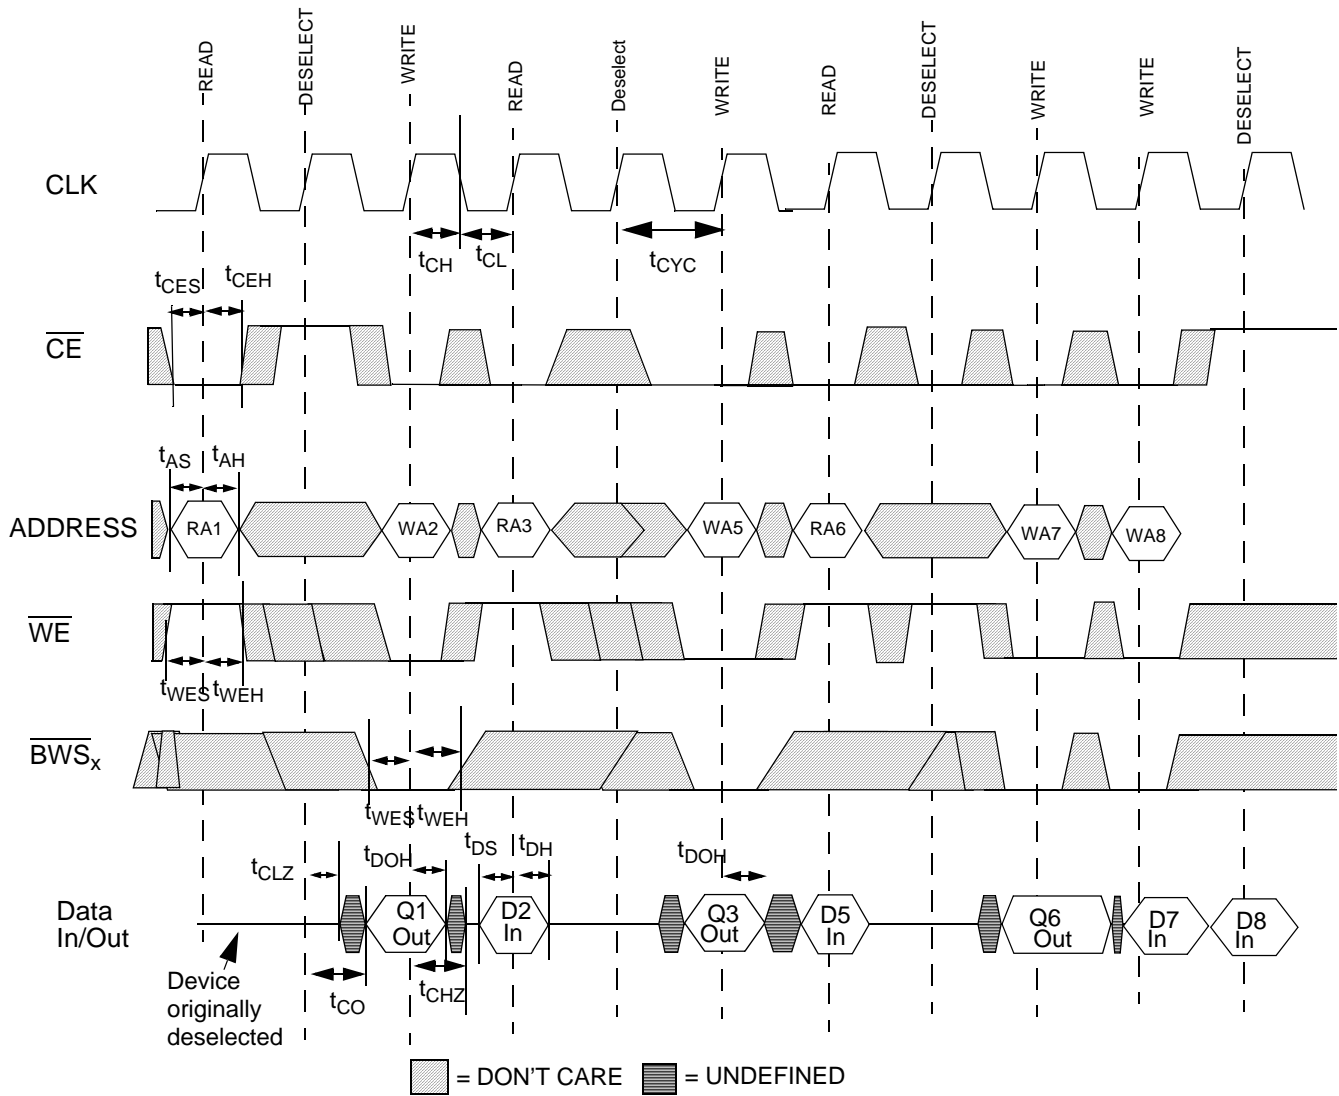 READ
DESELECT
WRITE
READ
Deselect
WRITE
READ
DESELECT
WRITE
WRITE
DESELECT
CLK
tCH
tCL
tCYC
tCES
tCEH
CE
tAS
tAH
ADDRESS
RA1
WA2
RA3
WA5
RA6
WA7
WA8
WE
tWES
tWEH
BWSx
tWES
tWEH
tCLZ
tDOH
tDS
tDH
tDOH
Data
In/Out
Q1
Out
D2
In
Q3
Out
D5
In
Q6
Out
D7
In
D8
In
Device
originally
deselected
tCO
tCHZ
= DON'T CARE
= UNDEFINED